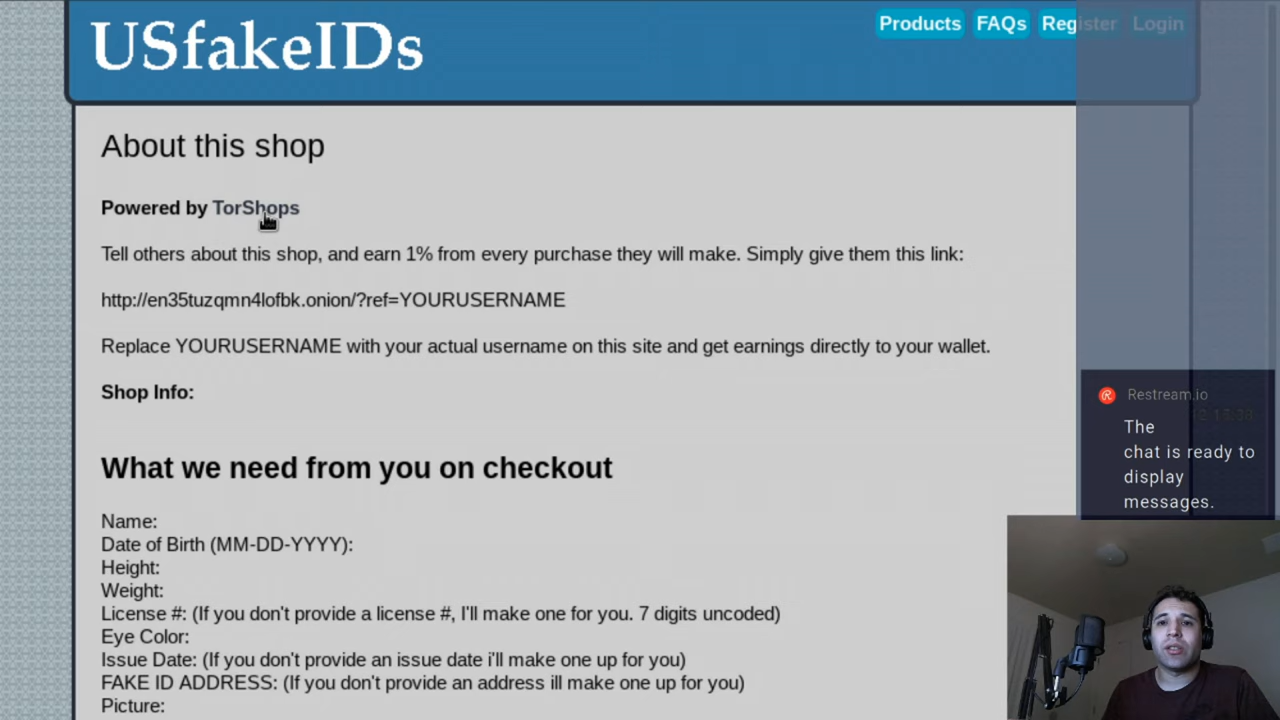 USfakeIDs
Products FAQs Register Login
About this shop
Powered by TorShops
Tell others about this shop, and earn 1% from every purchase they will make. Simply give them this link:
http://en35tuzqmn4lofbk.onion/?ref=YOURUSERNAME
Replace YOURUSERNAME with your actual username on this site and get earnings directly to your wallet.
Shop Info:
What we need from you on checkout
Name:
Date of Birth (MM-DD-YYYY):
Height:
Weight:
License #: (If you don't provide a license #, I'll make one for you. 7 digits uncoded)
Eye Color:
Issue Date: (If you don't provide an issue date i'll make one up for you)
FAKE ID ADDRESS: (If you don't provide an address ill make one up for you)
Picture:
Restream.io
The
chat is ready to
display
messages.